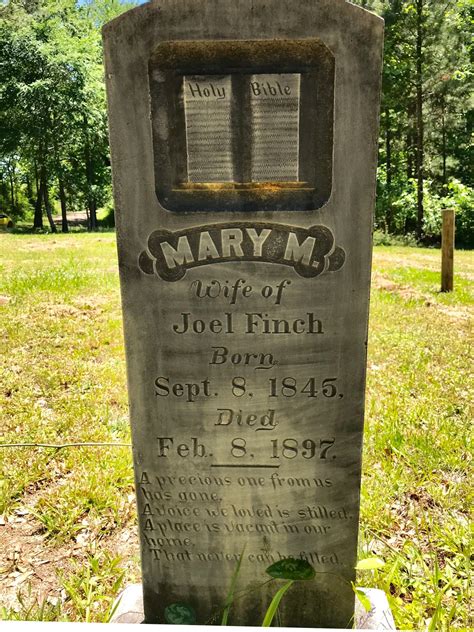 Holy Bible
MARY M.
Wife of
Joel Finch
Born
Sept. 8, 1845,
Died
Feb. 8, 1897.
A precious one from us
has gone,
A voice we loved is stilled,
A place is vacant in our
home,
That never can be filled.